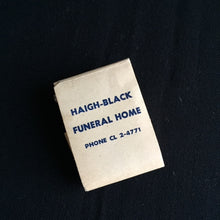 HAIGH-BLACK
FUNERAL HOME
PHONE CL 2-4771